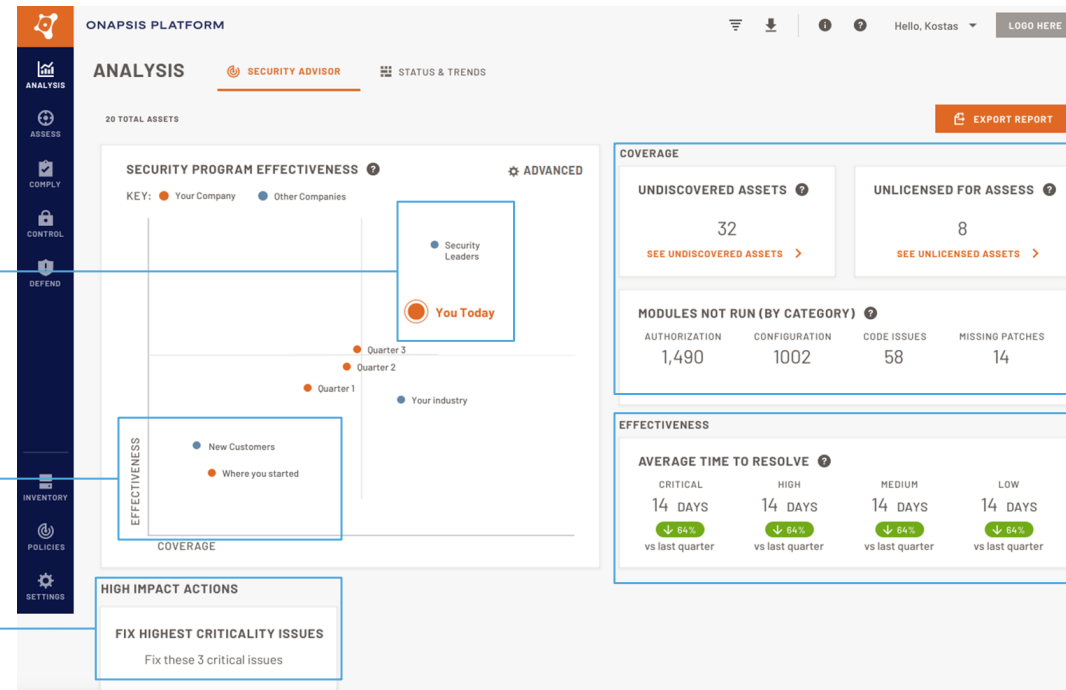 ONAPSIS PLATFORM
Hello, Kostas
LOGO HERE
ANALYSIS
ASSESS
COMPLY
CONTROL
DEFEND
INVENTORY
POLICIES
SETTINGS
ANALYSIS
SECURITY ADVISOR
STATUS & TRENDS
20 TOTAL ASSETS
EXPORT REPORT
SECURITY PROGRAM EFFECTIVENESS ?
ADVANCED
KEY: Your Company Other Companies
Security
Leaders
You Today
Quarter 3
Quarter 2
Quarter 1
Your industry
New Customers
Where you started
EFFECTIVENESS
COVERAGE
HIGH IMPACT ACTIONS
FIX HIGHEST CRITICALITY ISSUES
Fix these 3 critical issues
COVERAGE
UNDISCOVERED ASSETS ?
32
SEE UNDISCOVERED ASSETS >
UNLICENSED FOR ASSESS ?
8
SEE UNLICENSED ASSETS >
MODULES NOT RUN (BY CATEGORY) ?
AUTHORIZATION CONFIGURATION CODE ISSUES MISSING PATCHES
1,490 1002 58 14
EFFECTIVENESS
AVERAGE TIME TO RESOLVE ?
CRITICAL HIGH MEDIUM LOW
14 DAYS 14 DAYS 14 DAYS 14 DAYS
↓ 64% ↓ 64% ↓ 64% ↓ 64%
vs last quarter vs last quarter vs last quarter vs last quarter